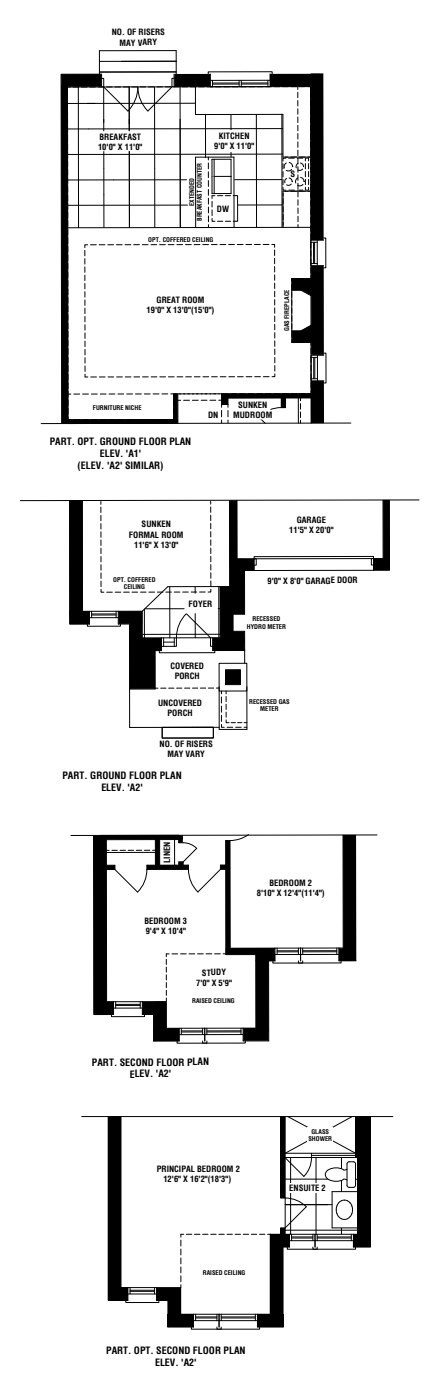 NO. OF RISERS
MAY VARY
BREAKFAST
10'0" X 11'0"
KITCHEN
9'0" X 11'0"
EXTENDED
BREAKFAST COUNTER
DW
OPT. COFFERED CEILING
GREAT ROOM
19'0" X 13'0"(15'0")
GAS FIREPLACE
FURNITURE NICHE
DN
SUNKEN
MUDROOM
PART. OPT. GROUND FLOOR PLAN
ELEV. 'A1'
(ELEV. 'A2' SIMILAR)
SUNKEN
FORMAL ROOM
11'6" X 13'0"
GARAGE
11'5" X 20'0"
OPT. COFFERED
CEILING
9'0" X 8'0" GARAGE DOOR
FOYER
RECESSED
HYDRO METER
COVERED
PORCH
UNCOVERED
PORCH
RECESSED GAS
METER
NO. OF RISERS
MAY VARY
PART. GROUND FLOOR PLAN
ELEV. 'A2'
LINEN
BEDROOM 2
8'10" X 12'4"(11'4")
BEDROOM 3
9'4" X 10'4"
STUDY
7'0" X 5'9"
RAISED CEILING
PART. SECOND FLOOR PLAN
ELEV. 'A2'
GLASS
SHOWER
PRINCIPAL BEDROOM 2
12'6" X 16'2"(18'3")
ENSUITE 2
RAISED CEILING
PART. OPT. SECOND FLOOR PLAN
ELEV. 'A2'